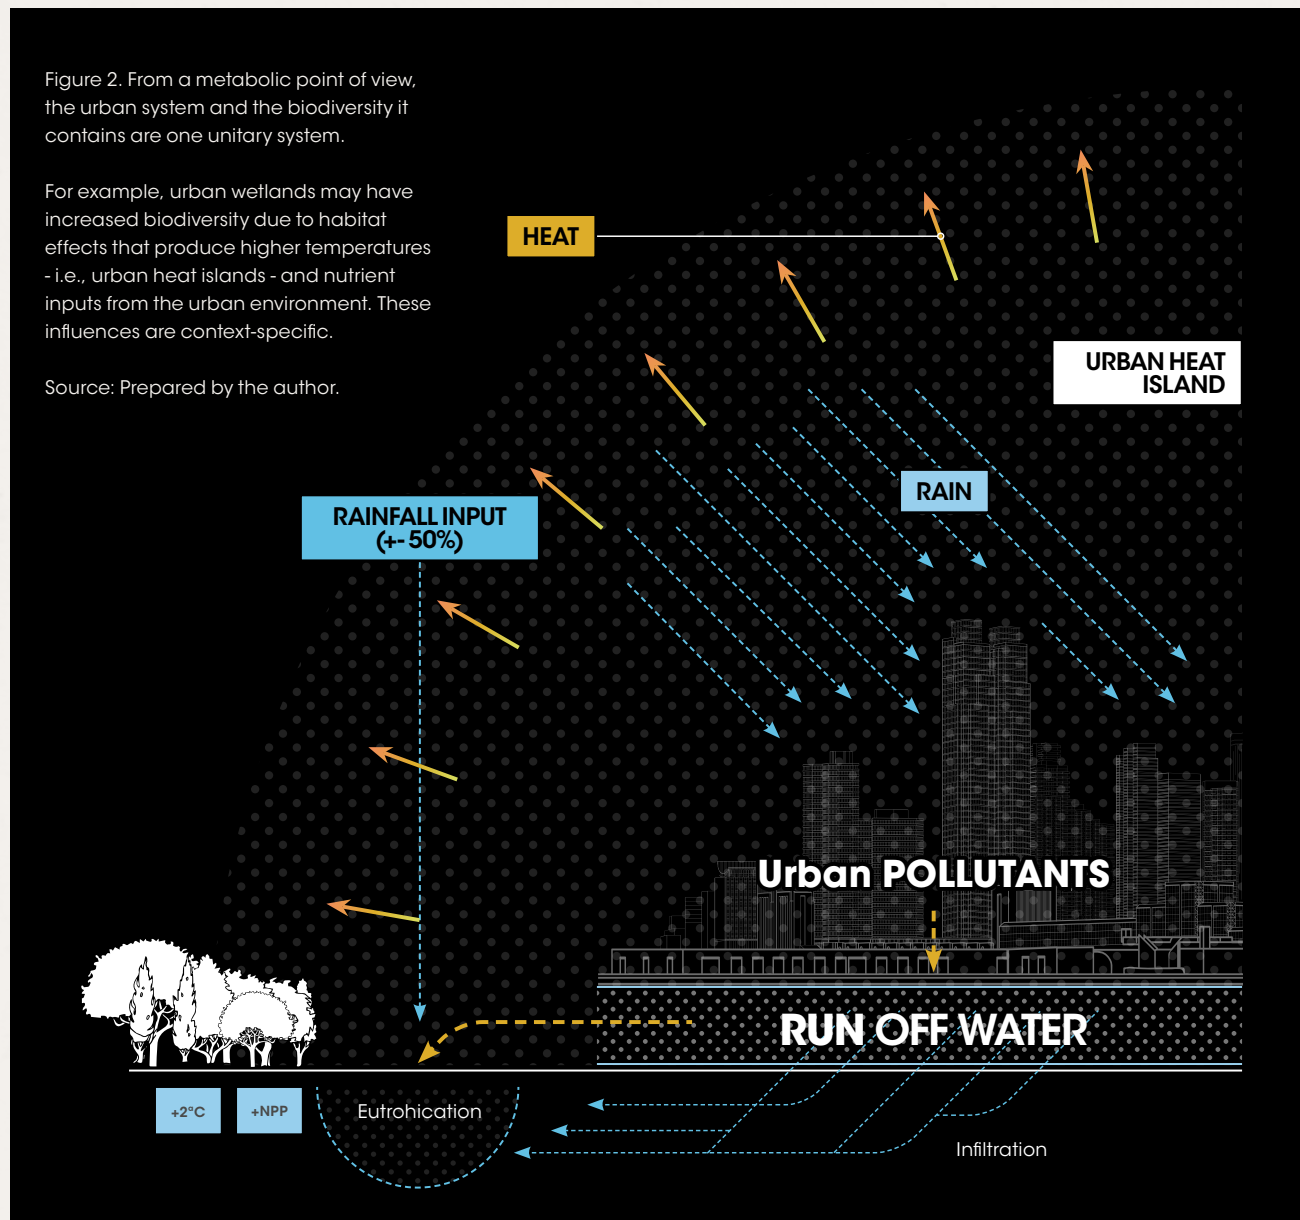 Figure 2. From a metabolic point of view,
the urban system and the biodiversity it
contains are one unitary system.
For example, urban wetlands may have
increased biodiversity due to habitat
effects that produce higher temperatures
- i.e., urban heat islands - and nutrient
inputs from the urban environment. These
influences are context-specific.
Source: Prepared by the author.
HEAT
URBAN HEAT
ISLAND
RAIN
RAINFALL INPUT
(+- 50%)
Urban POLLUTANTS
RUN OFF WATER
+2°C
+NPP
Eutrohication
Infiltration